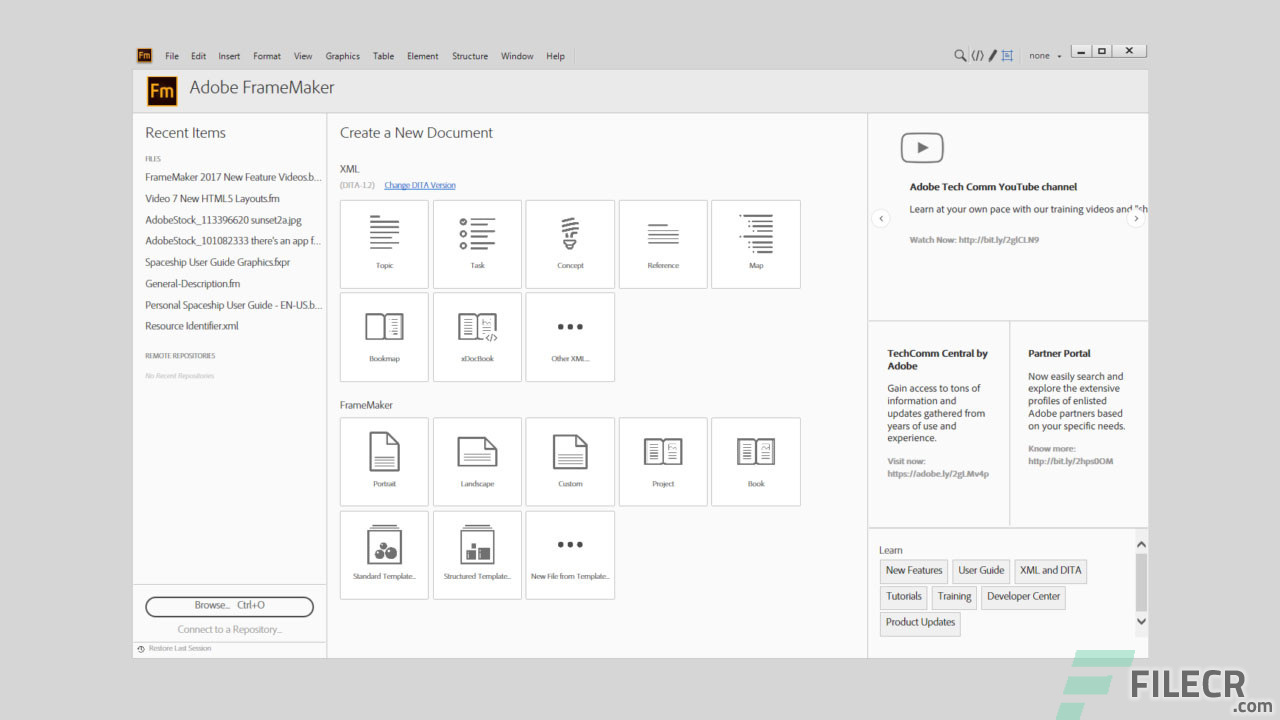 Fm File Edit Insert Format View Graphics Table Element Structure Window Help
none
Fm Adobe FrameMaker
Recent Items
FILES
FrameMaker 2017 New Feature Videos.b...
Video 7 New HTML5 Layouts.fm
AdobeStock_113396620 sunset2a.jpg
AdobeStock_101082333 there's an app f...
Spaceship User Guide Graphics.fxpr
General-Description.fm
Personal Spaceship User Guide - EN-US.b...
Resource Identifier.xml
REMOTE REPOSITORIES
No Recent Repositories
Browse... Ctrl+O
Connect to a Repository...
Restore Last Session
Create a New Document
XML
(DITA-1.2) Change DITA Version
Topic
Task
Concept
Reference
Map
Bookmap
xDocBook
Other XML...
FrameMaker
Portrait
Landscape
Custom
Project
Book
Standard Template..
Structured Template..
New File from Template..
Adobe Tech Comm YouTube channel
Learn at your own pace with our training videos and "sh
Watch Now: http://bit.ly/2glCLN9
TechComm Central by
Adobe
Gain access to tons of
information and
updates gathered from
years of use and
experience.
Visit now:
https://adobe.ly/2gLMv4p
Partner Portal
Now easily search and
explore the extensive
profiles of enlisted
Adobe partners based
on your specific needs.
Know more:
http://bit.ly/2hps0OM
Learn
New Features User Guide XML and DITA
Tutorials Training Developer Center
Product Updates
FILECR
.com